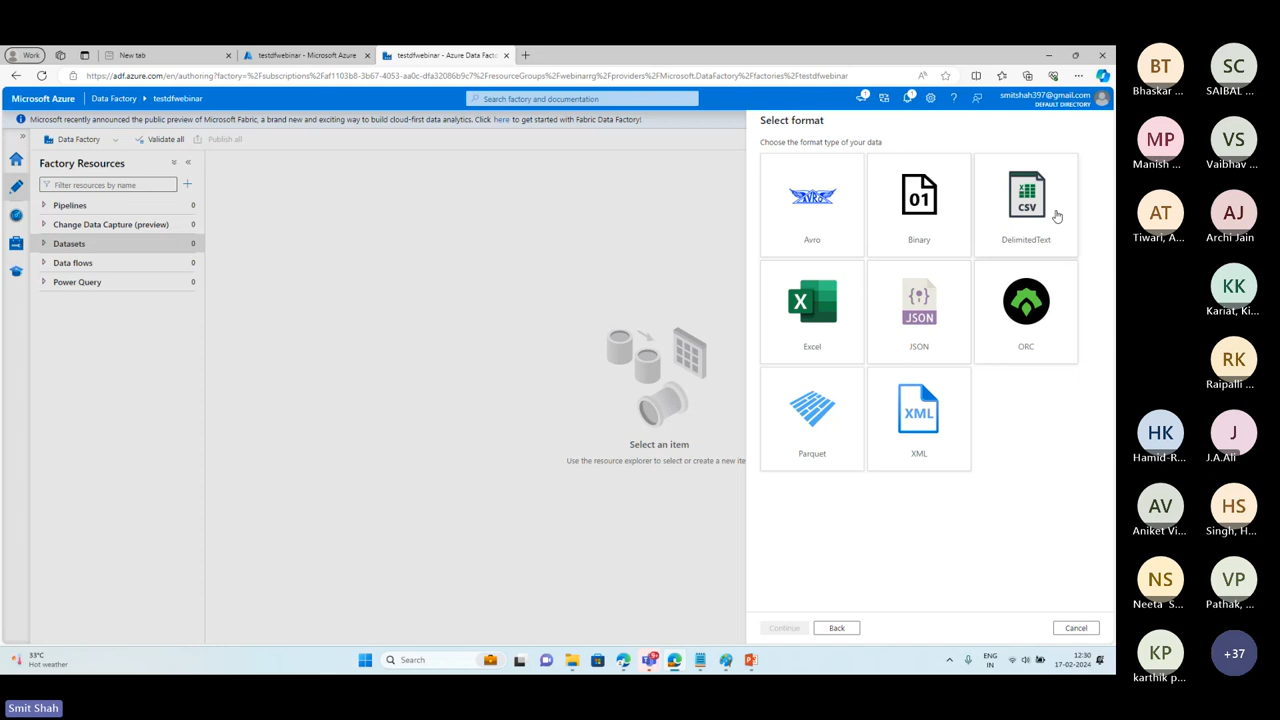 Work
New tab
testdfwebinar - Microsoft Azure
testdfwebinar - Azure Data Facto
https://adf.azure.com/en/authoring?factory=%2Fsubscriptions%2Faf1103b8-3b67-4053-aa0c-dfa32086b9c7%2FresourceGroups%2Fwebinarrg%2Fproviders%2FMicrosoft.DataFactory%2Ffactories%2Ftestdfwebinar
Microsoft Azure
Data Factory
testdfwebinar
Search factory and documentation
1
1
smitshah397@gmail.com
DEFAULT DIRECTORY
Microsoft recently announced the public preview of Microsoft Fabric, a brand new and exciting way to build cloud-first data analytics. Click here to get started with Fabric Data Factory!
Data Factory
Validate all
Publish all
Factory Resources
Filter resources by name
Pipelines 0
Change Data Capture (preview) 0
Datasets 0
Data flows 0
Power Query 0
Select an item
Use the resource explorer to select or create a new ite
Select format
Choose the format type of your data
AVRO
Avro
01
Binary
CSV
DelimitedText
X
Excel
JSON
JSON
ORC
Parquet
XML
XML
Continue
Back
Cancel
33°C
Hot weather
Search
ENG
IN
12:30
17-02-2024
BT
Bhaskar ...
SC
SAIBAL ...
MP
Manish ...
VS
Vaibhav ...
AT
Tiwari, A...
AJ
Archi Jain
KK
Kariat, Ki...
RK
Raipalli ...
HK
Hamid-R...
J
J.A.Ali
AV
Aniket Vi...
HS
Singh, H...
NS
Neeta S...
VP
Pathak, ...
KP
karthik p...
+37
Smit Shah